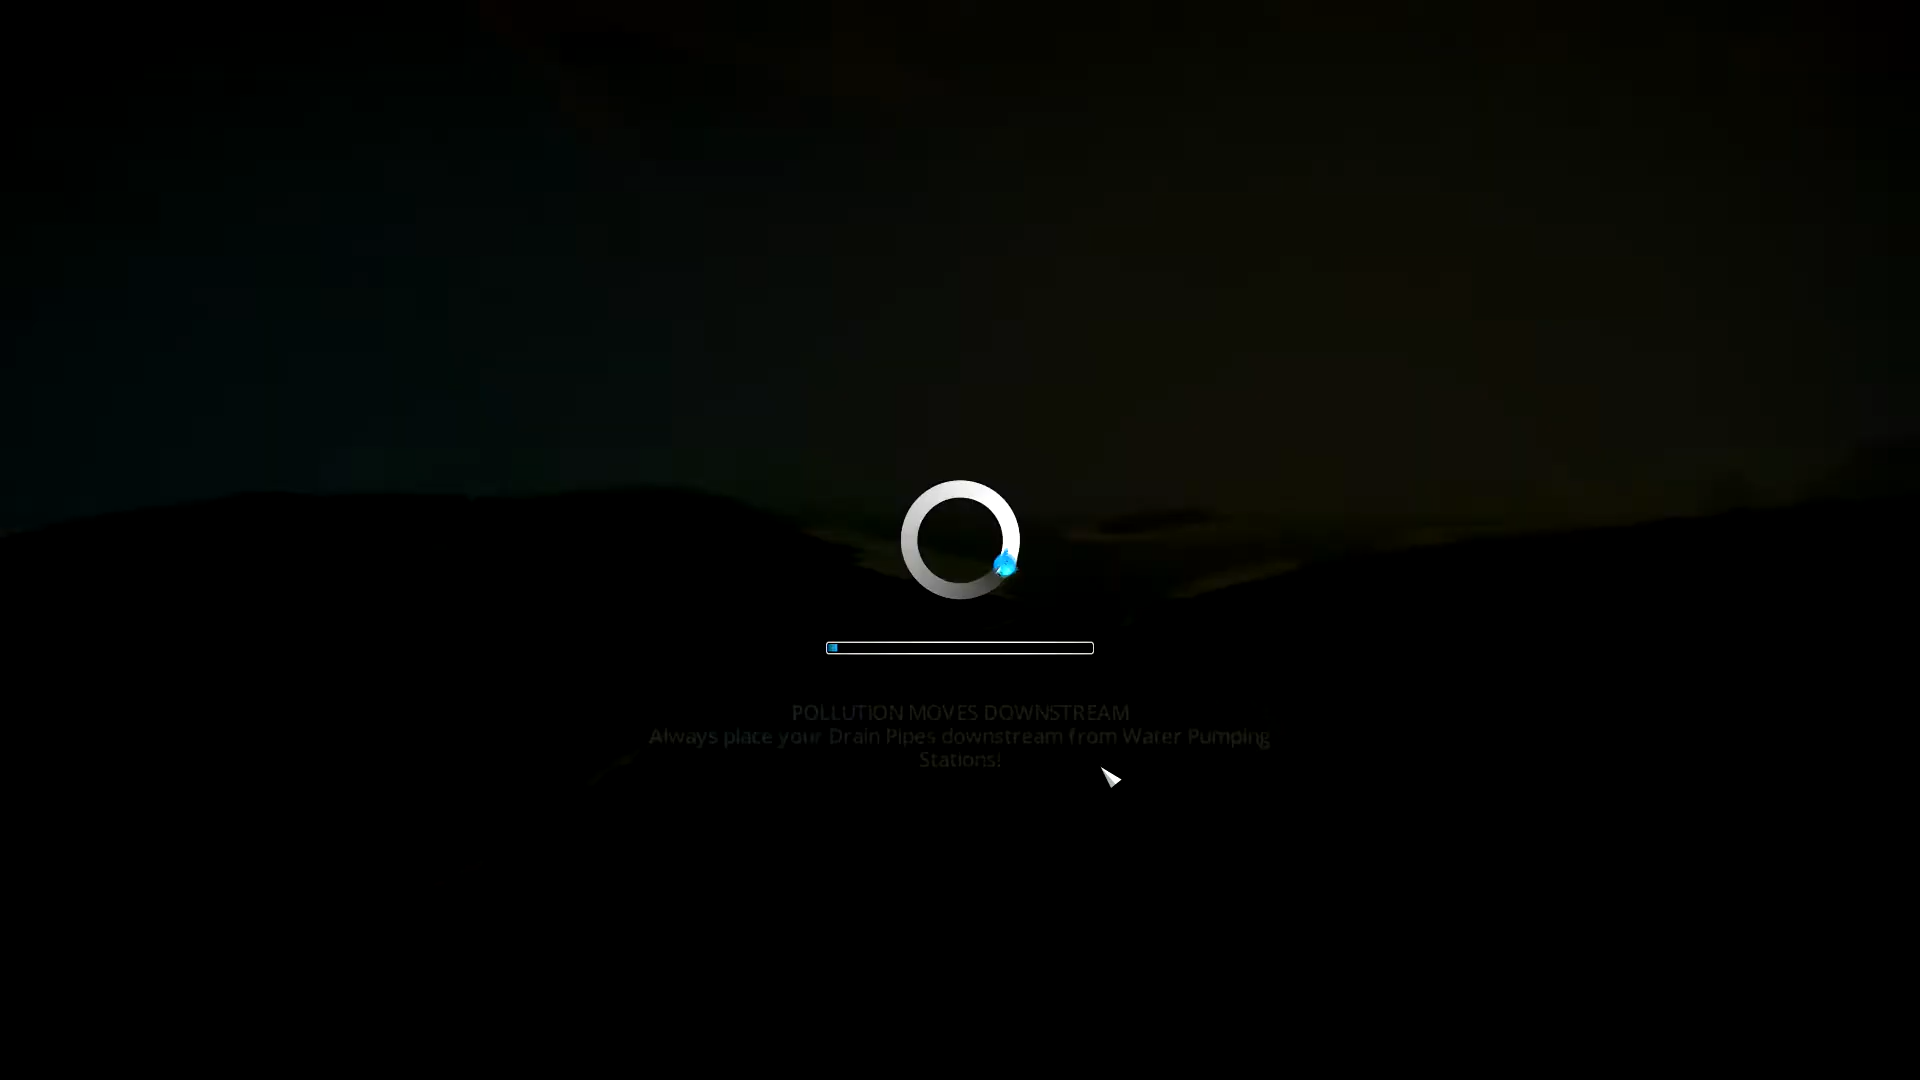 POLLUTION MOVES DOWNSTREAM
Always place your Drain Pipes downstream from Water Pumping
Stations!